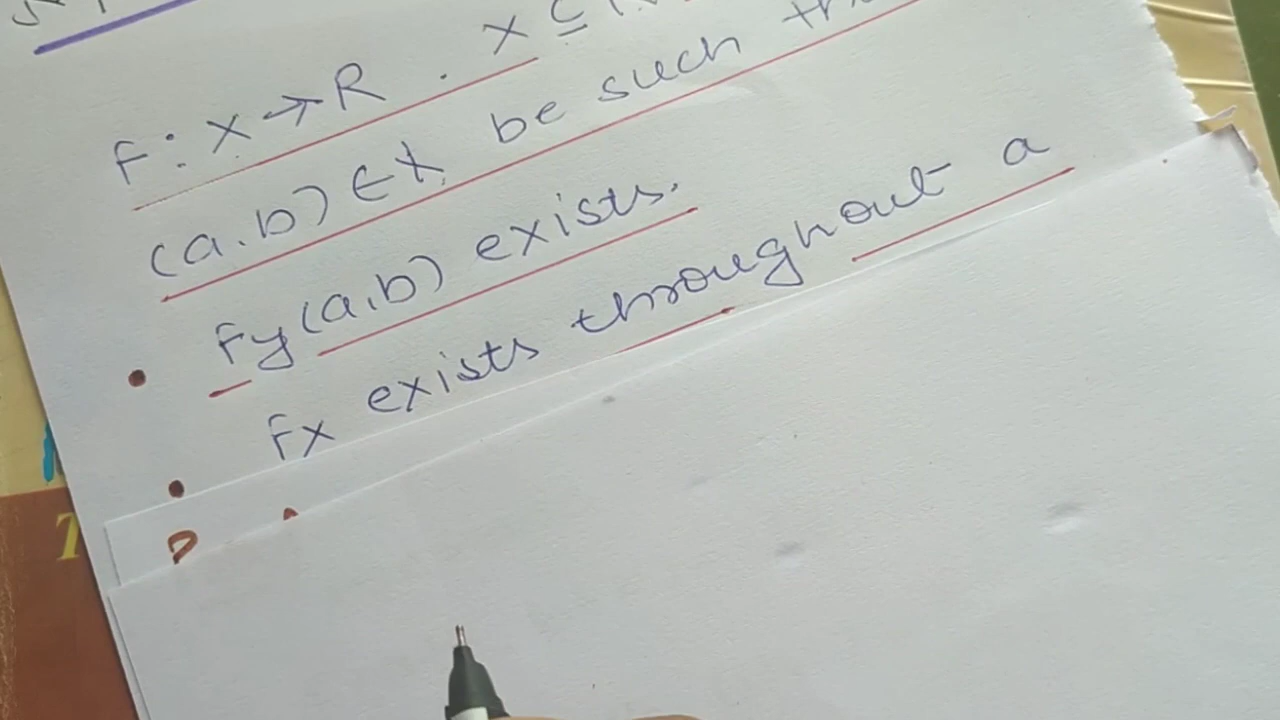 F: X → R . X ⊆
(a.b) ∈ X, be such
• Fy(a,b) exists.
• Fx exists throughout a
P
T